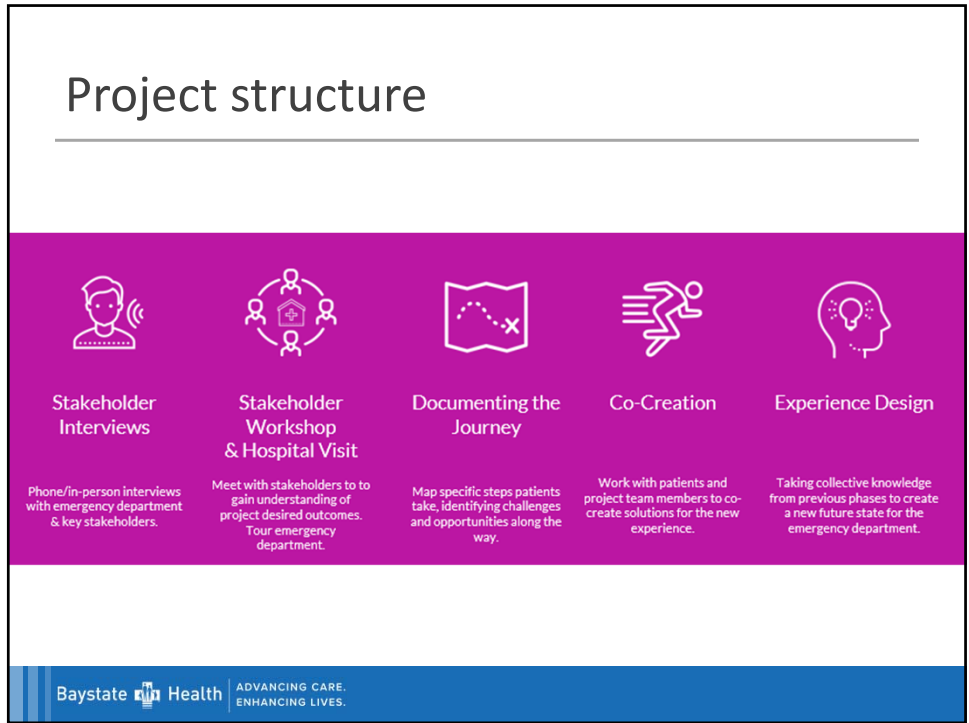 Project structure
Stakeholder
Interviews
Phone/in-person interviews
with emergency department
& key stakeholders.
Stakeholder
Workshop
& Hospital Visit
Meet with stakeholders to to
gain understanding of
project desired outcomes.
Tour emergency
department.
Documenting the
Journey
Map specific steps patients
take, identifying challenges
and opportunities along the
way.
Co-Creation
Work with patients and
project team members to co-
create solutions for the new
experience.
Experience Design
Taking collective knowledge
from previous phases to create
a new future state for the
emergency department.
Baystate Health
ADVANCING CARE.
ENHANCING LIVES.